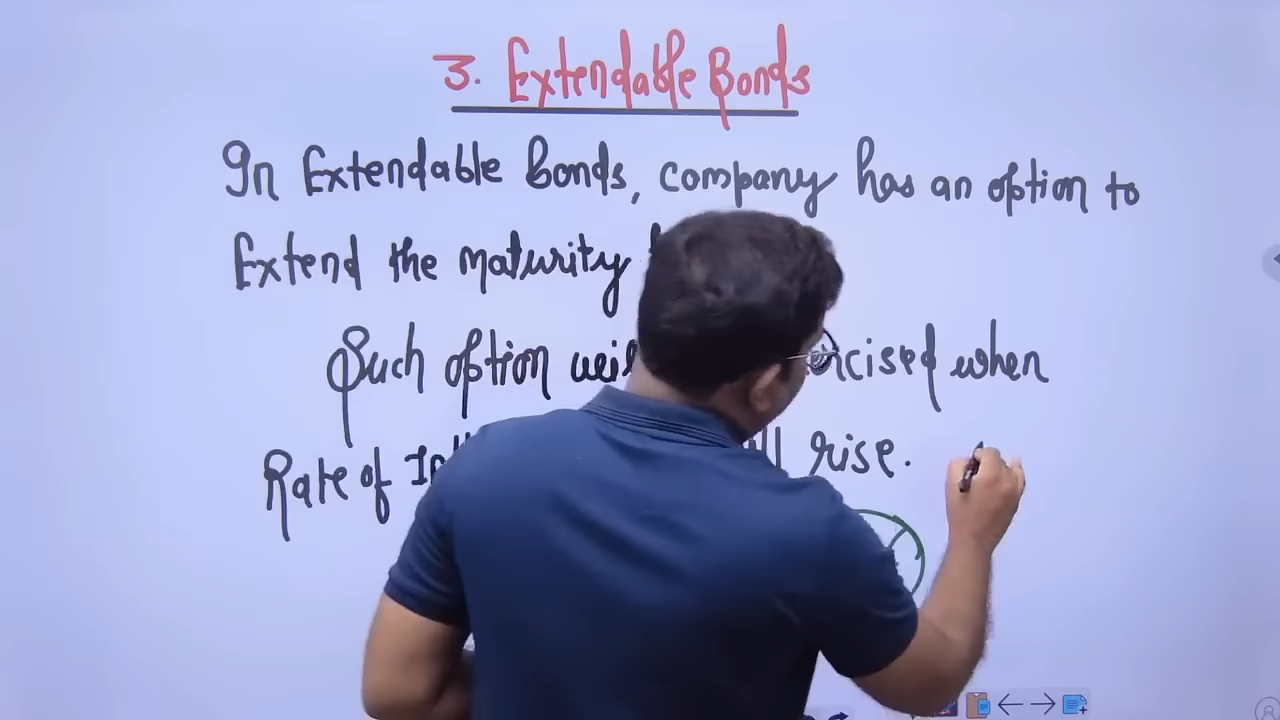 3. Extendable Bonds
In Extendable Bonds, company has an option to
Extend the maturity
Such option when
Rate of rise.